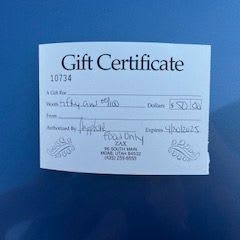 Gift Certificate
10734
A Gift For
Worth Fifty and 00/100 Dollars $ 50.00
From
Authorized By Expires 4/30/2025
Food Only
ZAX
96 SOUTH MAIN
MOAB, UTAH 84532
(435) 259-6555